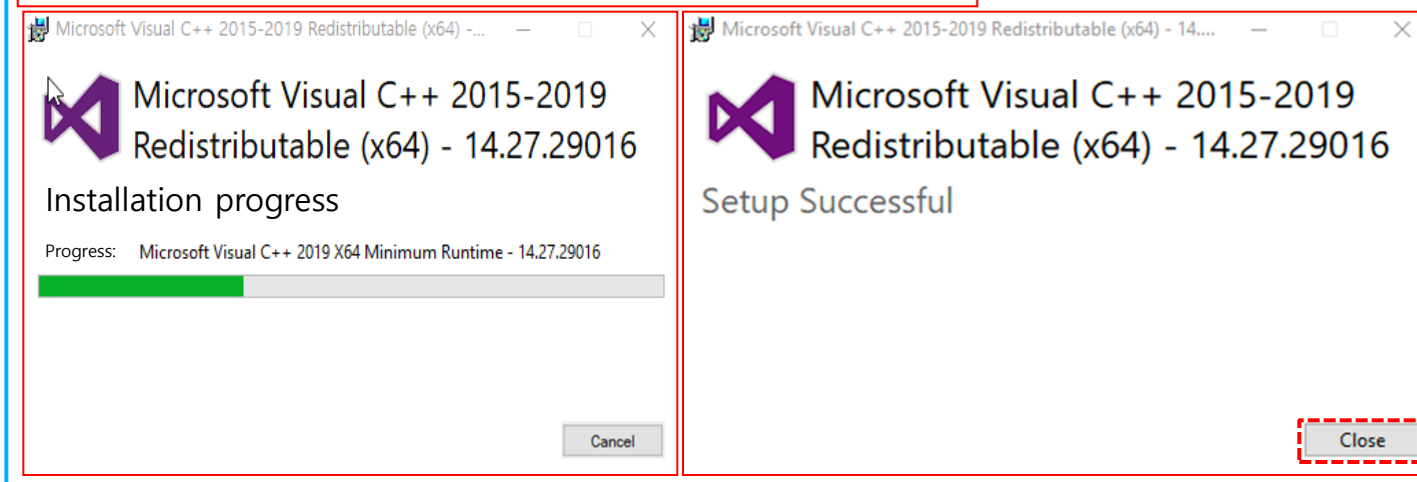 Microsoft Visual C++ 2015-2019 Redistributable (x64) -...
Microsoft Visual C++ 2015-2019
Redistributable (x64) - 14.27.29016
Installation progress
Progress: Microsoft Visual C++ 2019 X64 Minimum Runtime - 14.27.29016
Cancel
Microsoft Visual C++ 2015-2019 Redistributable (x64) - 14....
Microsoft Visual C++ 2015-2019
Redistributable (x64) - 14.27.29016
Setup Successful
Close